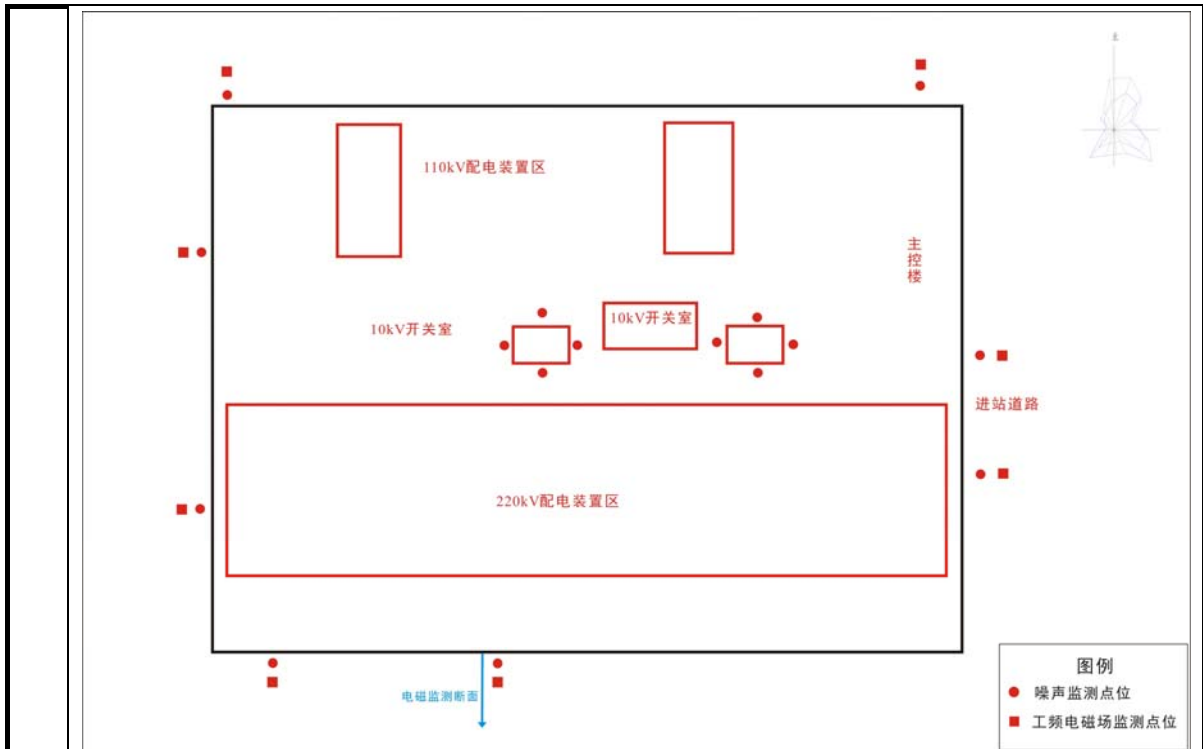 北
110kV配电装置区
主控楼
10kV开关室
10kV开关室
进站道路
220kV配电装置区
电磁监测断面
图例
噪声监测点位
工频电磁场监测点位